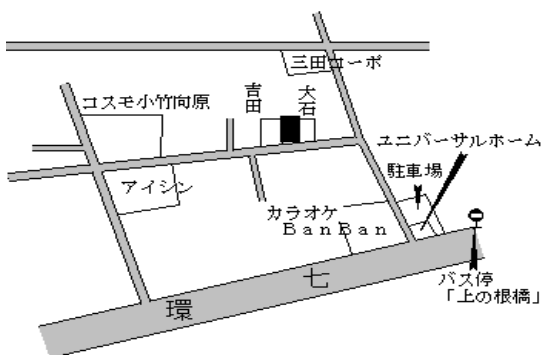 三田コーポ
コスモ小竹向原
吉田
大石
ユニバーサルホーム
駐車場
アイシン
カラオケ
BanBan
バス停
「上の根橋」
環七